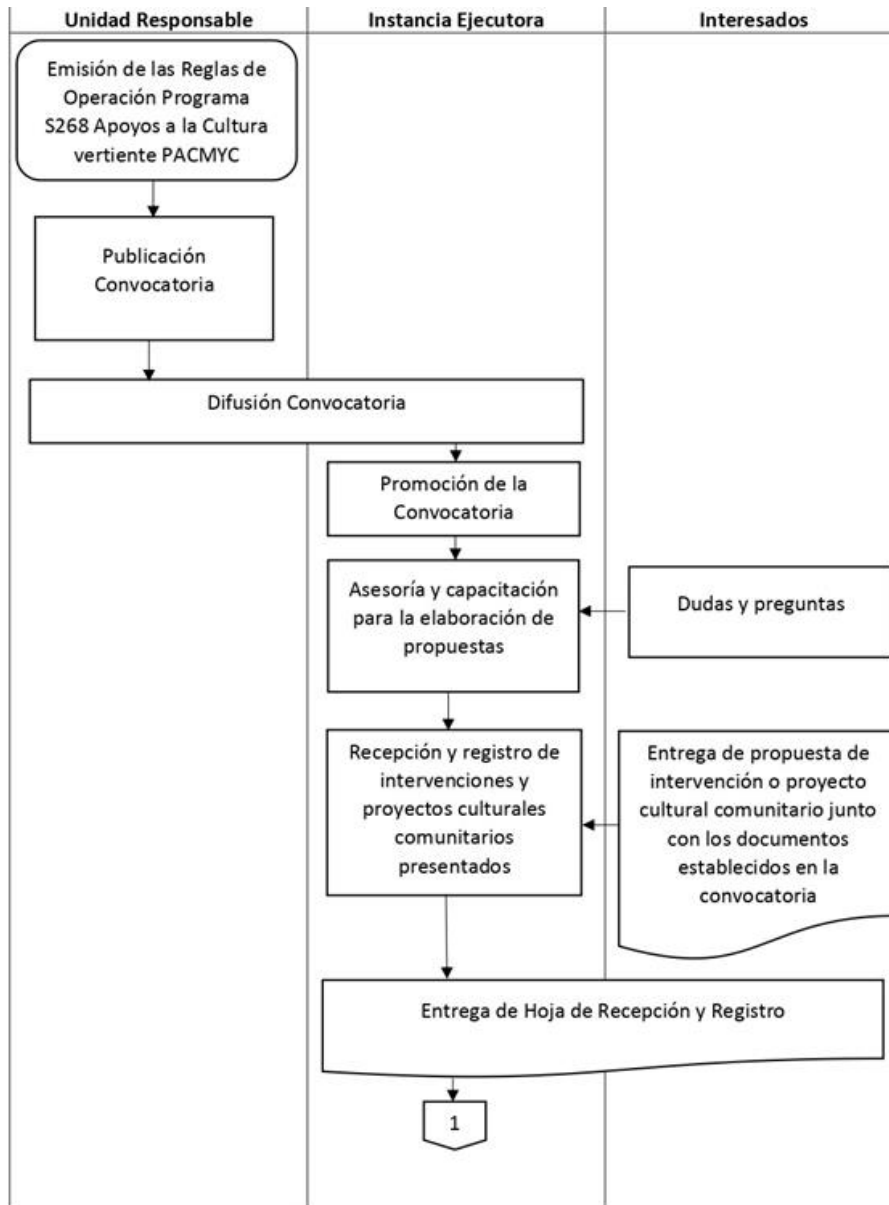 Unidad Responsable
Instancia Ejecutora
Interesados
Emisión de las Reglas de
Operación Programa
S268 Apoyos a la Cultura
vertiente PACMYC
Publicación
Convocatoria
Difusión Convocatoria
Promoción de la
Convocatoria
Asesoría y capacitación
para la elaboración de
propuestas
Dudas y preguntas
Recepción y registro de
intervenciones y
proyectos culturales
comunitarios
presentados
Entrega de propuesta de
intervención o proyecto
cultural comunitario junto
con los documentos
establecidos en la
convocatoria
Entrega de Hoja de Recepción y Registro
1